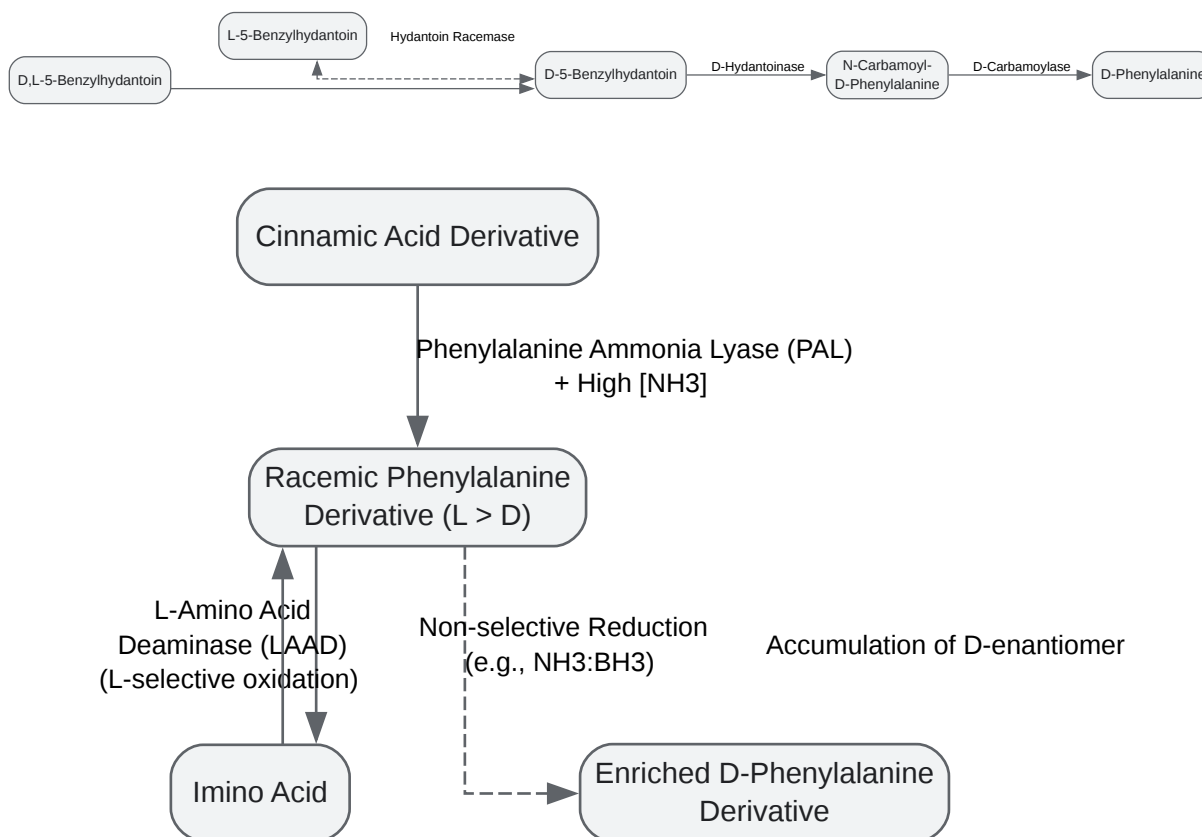 L-5-Benzylhydantoin
Hydantoin Racemase
D,L-5-Benzylhydantoin
D-5-Benzylhydantoin
D-Hydantoinase
N-Carbamoyl-
D-Phenylalanine
D-Carbamoylase
D-Phenylalanine
Cinnamic Acid Derivative
Phenylalanine Ammonia Lyase (PAL)
+ High [NH3]
Racemic Phenylalanine
Derivative (L > D)
L-Amino Acid
Deaminase (LAAD)
(L-selective oxidation)
Non-selective Reduction
(e.g., NH3:BH3)
Accumulation of D-enantiomer
Imino Acid
Enriched D-Phenylalanine
Derivative